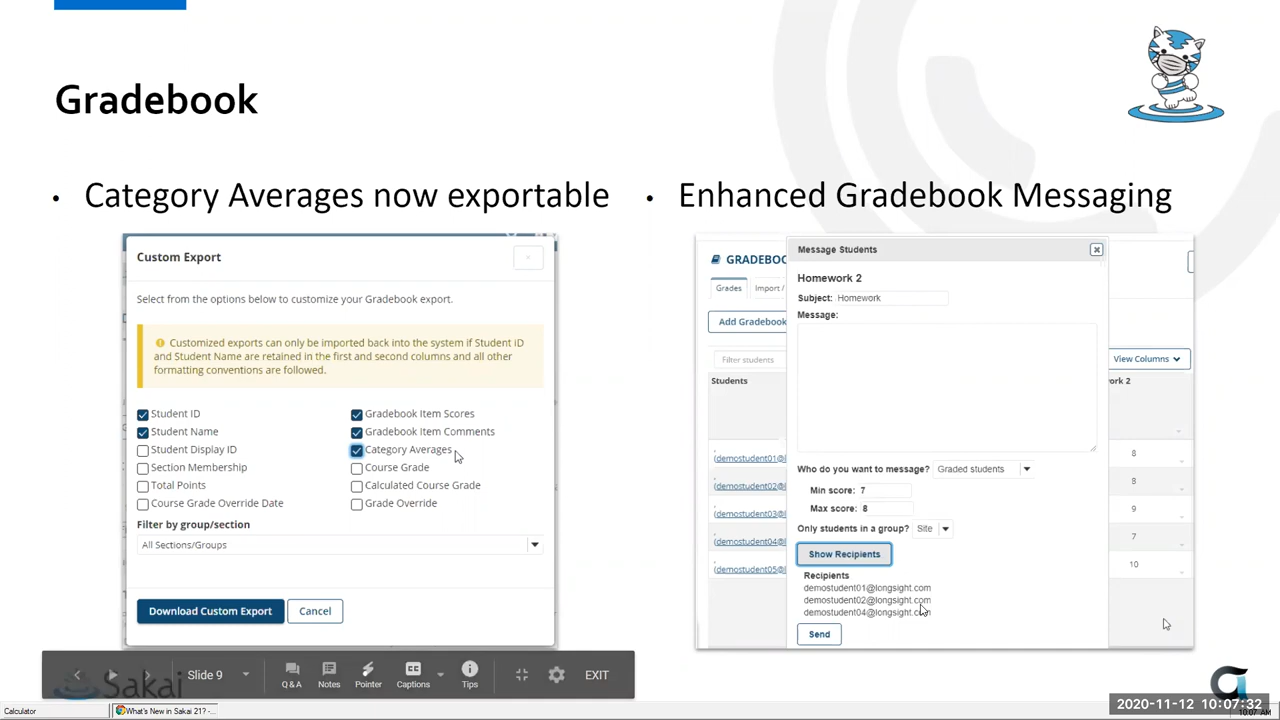 Gradebook
• Category Averages now exportable
• Enhanced Gradebook Messaging
Custom Export
Select from the options below to customize your Gradebook export.
Customized exports can only be imported back into the system if Student ID
and Student Name are retained in the first and second columns and all other
formatting conventions are followed.
Student ID
Student Name
Student Display ID
Section Membership
Total Points
Course Grade Override Date
Gradebook Item Scores
Gradebook Item Comments
Category Averages
Course Grade
Calculated Course Grade
Grade Override
Filter by group/section
All Sections/Groups
Download Custom Export
Cancel
GRADEBOO
Grades
Import /
Add Gradebook
Filter students
Students
(demostudent01@l
(demostudent02@l
(demostudent03@l
(demostudent04@l
(demostudent05@l
Message Students
Homework 2
Subject: Homework
Message:
Who do you want to message? Graded students
Min score: 7
Max score: 8
Only students in a group? Site
Show Recipients
Recipients
demostudent01@longsight.com
demostudent02@longsight.com
demostudent04@longsight.com
Send
View Columns
ork 2
8
8
9
7
10
Slide 9
Q & A
Notes
Pointer
CC
Captions
Tips
EXIT
Sakai
2020-11-12 10:07:32
Calculator
What's New in Sakai 21? -...
10:07 AM